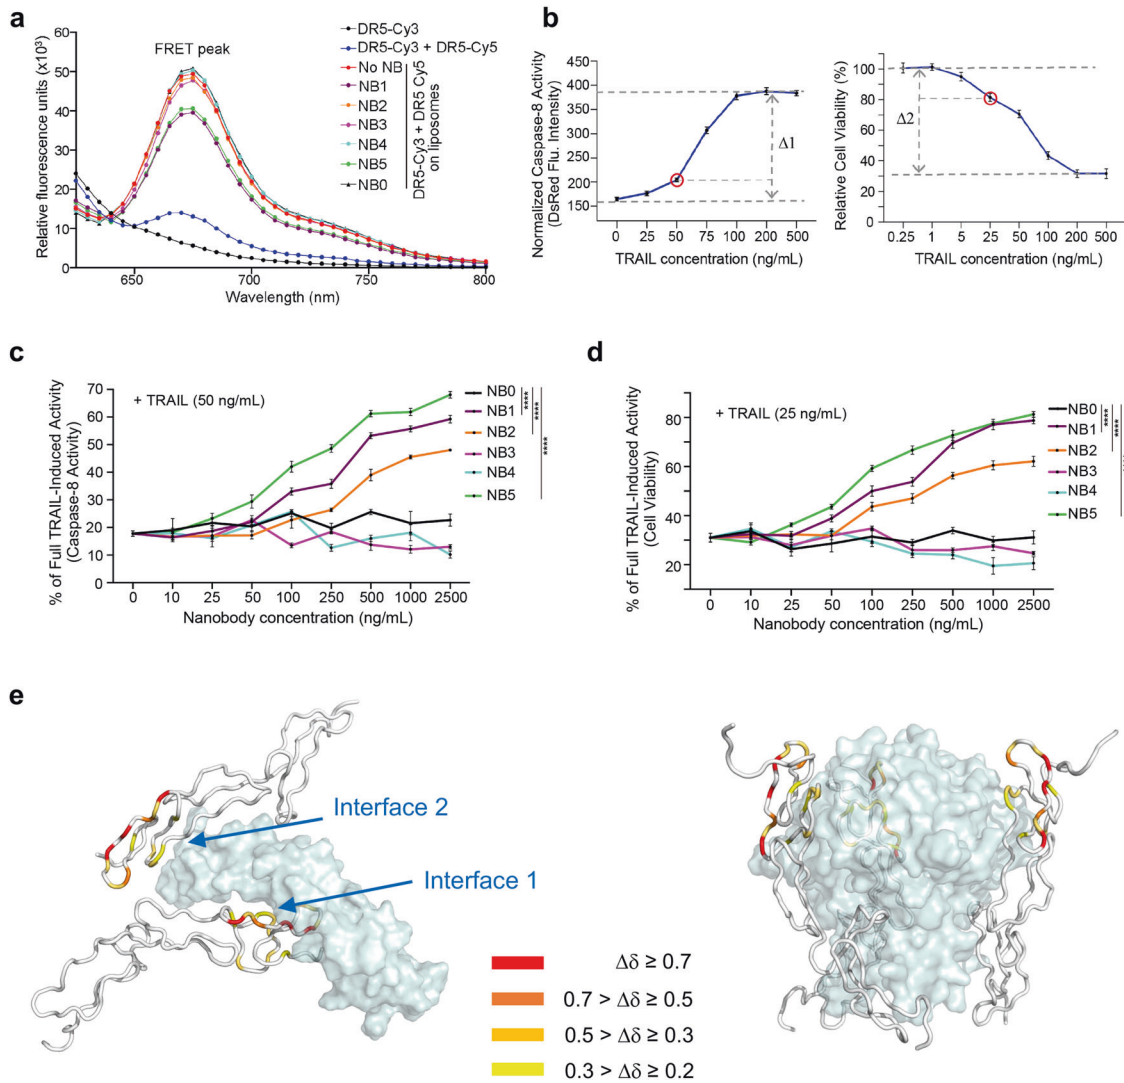 a
Relative fluorescence units (x10³)
60
50
40
30
20
10
0
650
700
750
800
Wavelength (nm)
FRET peak
DR5-Cy3
DR5-Cy3 + DR5-Cy5
No NB
NB1
NB2
NB3
NB4
NB5
NB0
DR5-Cy3 + DR5 Cy5
on liposomes
b
Normalized Caspase-8 Activity
(DsRed Flu. Intensity)
450
400
350
300
250
200
150
0 25 50 75 100 200 500
TRAIL concentration (ng/mL)
Δ1
Relative Cell Viability (%)
100
80
60
40
20
0
0.25 1 5 25 50 100 200 500
TRAIL concentration (ng/mL)
Δ2
c
% of Full TRAIL-Induced Activity
(Caspase-8 Activity)
70
60
50
40
30
20
10
0
+ TRAIL (50 ng/mL)
0 10 25 50 100 250 500 1000 2500
Nanobody concentration (ng/mL)
NB0
NB1
NB2
NB3
NB4
NB5
****
****
****
d
% of Full TRAIL-Induced Activity
(Cell Viability)
80
60
40
20
+ TRAIL (25 ng/mL)
0 10 25 50 100 250 500 1000 2500
Nanobody concentration (ng/mL)
NB0
NB1
NB2
NB3
NB4
NB5
****
****
e
Interface 2
Interface 1
Δδ ≥ 0.7
0.7 > Δδ ≥ 0.5
0.5 > Δδ ≥ 0.3
0.3 > Δδ ≥ 0.2